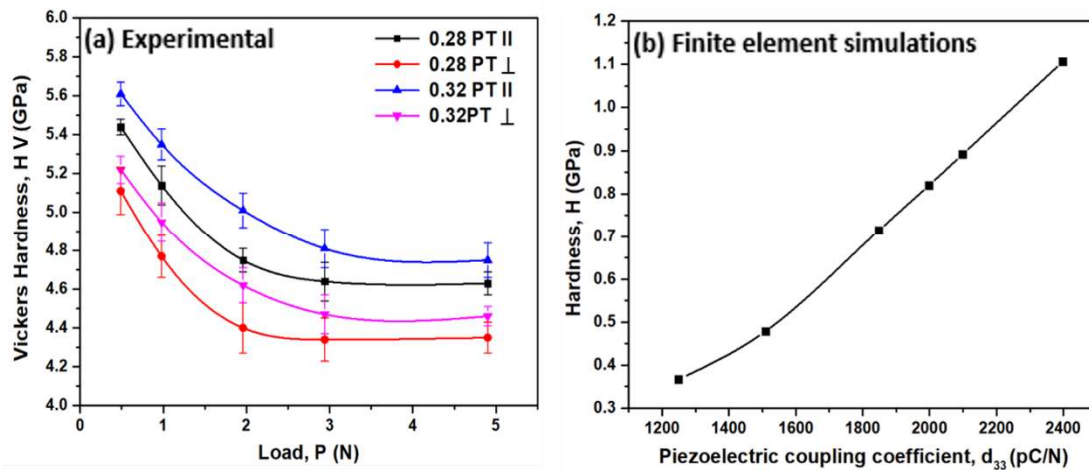 (a) Experimental
0.28 PT ||
0.28 PT ⊥
0.32 PT ||
0.32PT ⊥
Vickers Hardness, H V (GPa)
6.0
5.8
5.6
5.4
5.2
5.0
4.8
4.6
4.4
4.2
4.0
0 1 2 3 4 5
Load, P (N)
(b) Finite element simulations
Hardness, H (GPa)
1.2
1.1
1.0
0.9
0.8
0.7
0.6
0.5
0.4
0.3
1200 1400 1600 1800 2000 2200 2400
Piezoelectric coupling coefficient, d33 (pC/N)